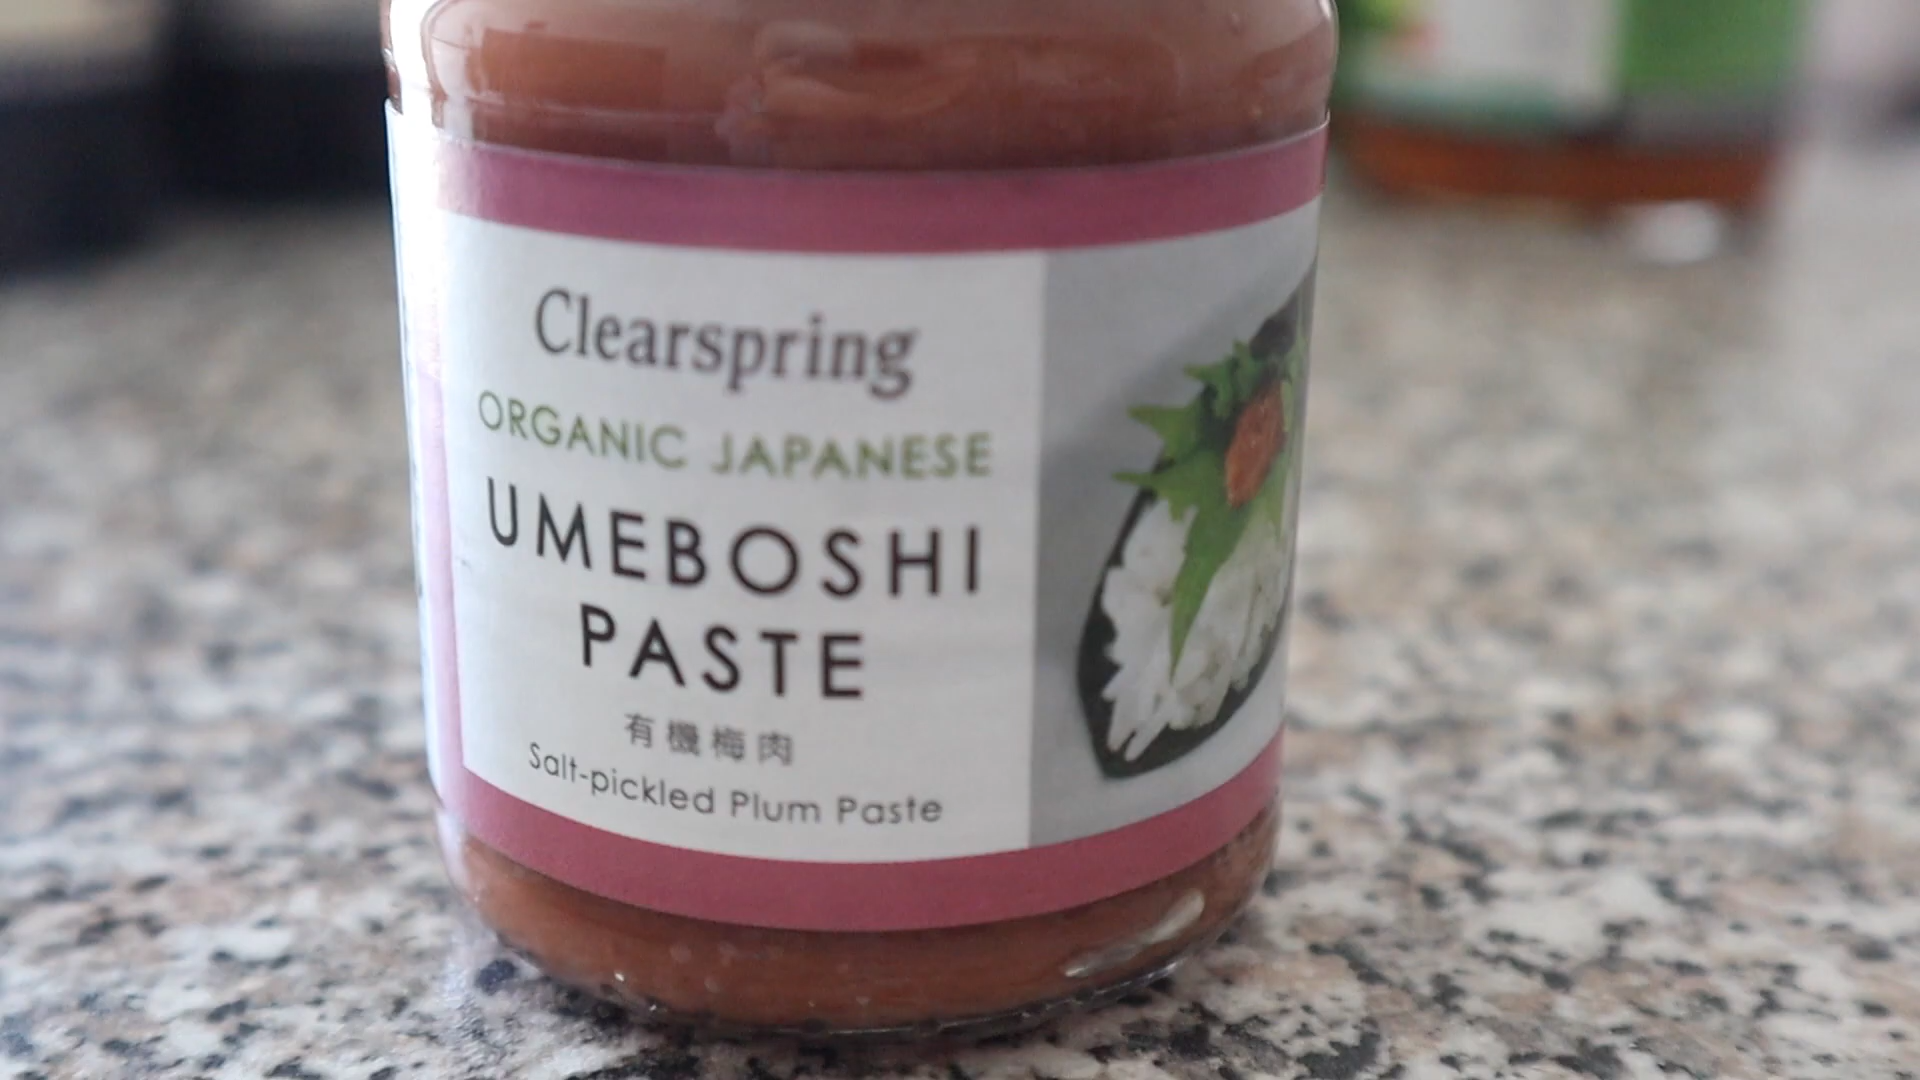 Clearspring
ORGANIC JAPANESE
UMEBOSHI
PASTE
有機梅肉
Salt-pickled Plum Paste